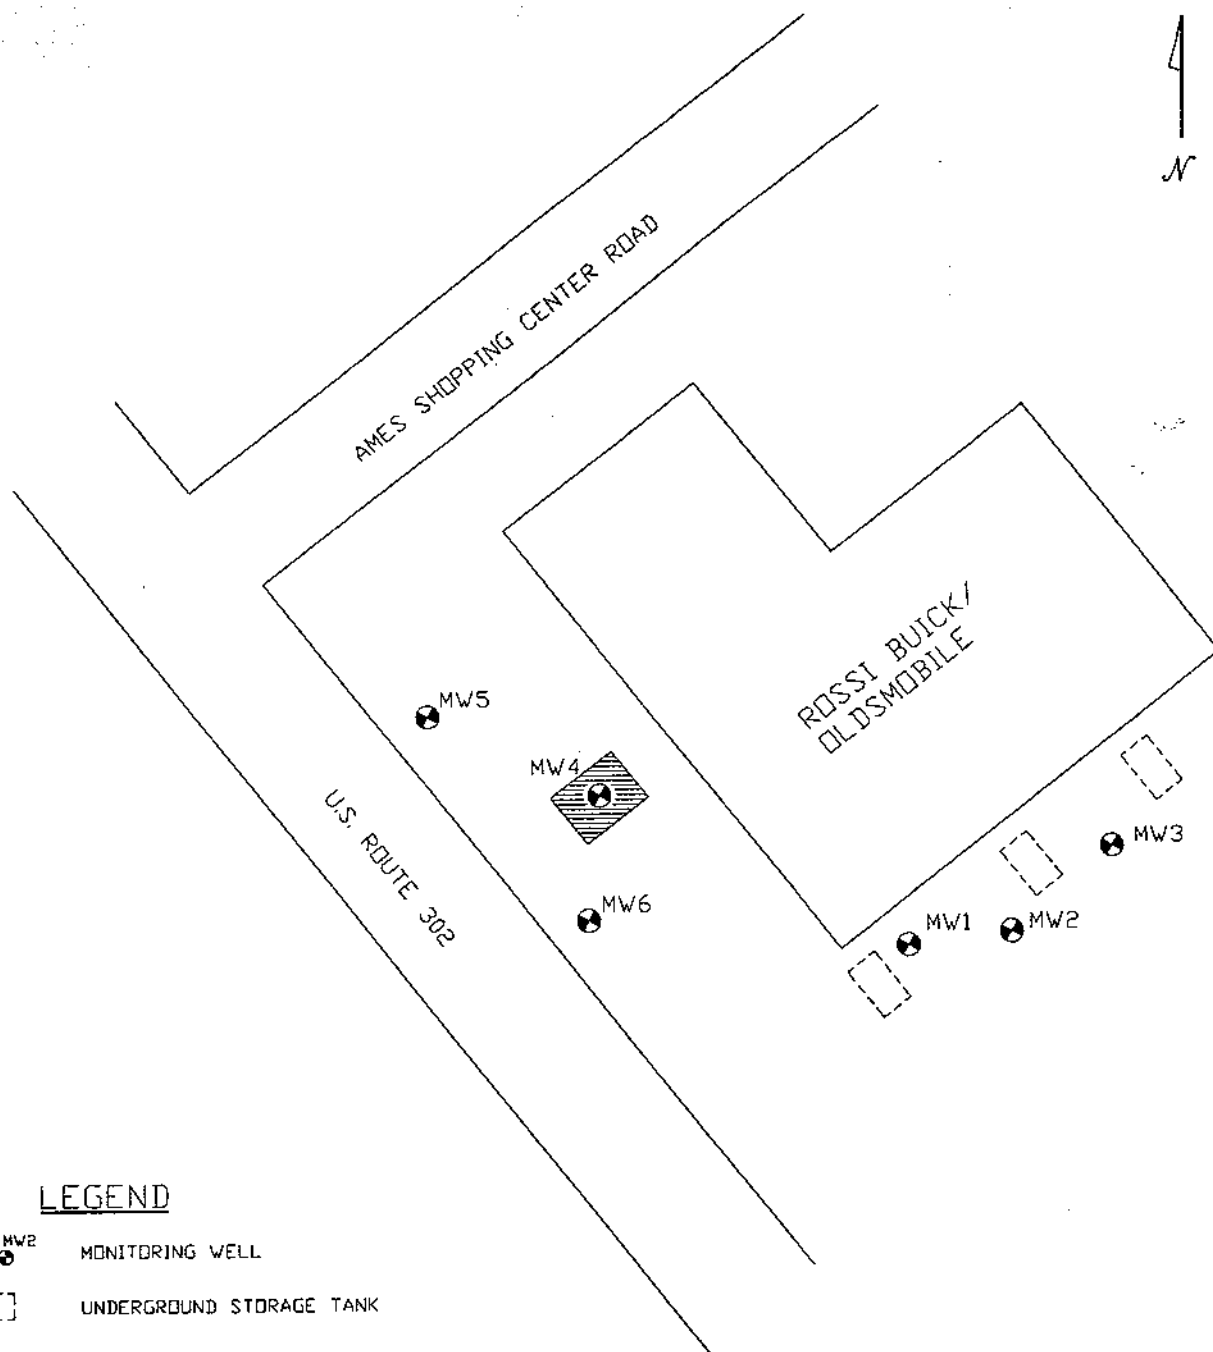 N
AMES SHOPPING CENTER ROAD
ROSSI BUICK/
OLDSMOBILE
MW5
MW4
U.S. ROUTE 302
MW3
MW6
MW1
MW2
LEGEND
MW2
MONITORING WELL
UNDERGROUND STORAGE TANK